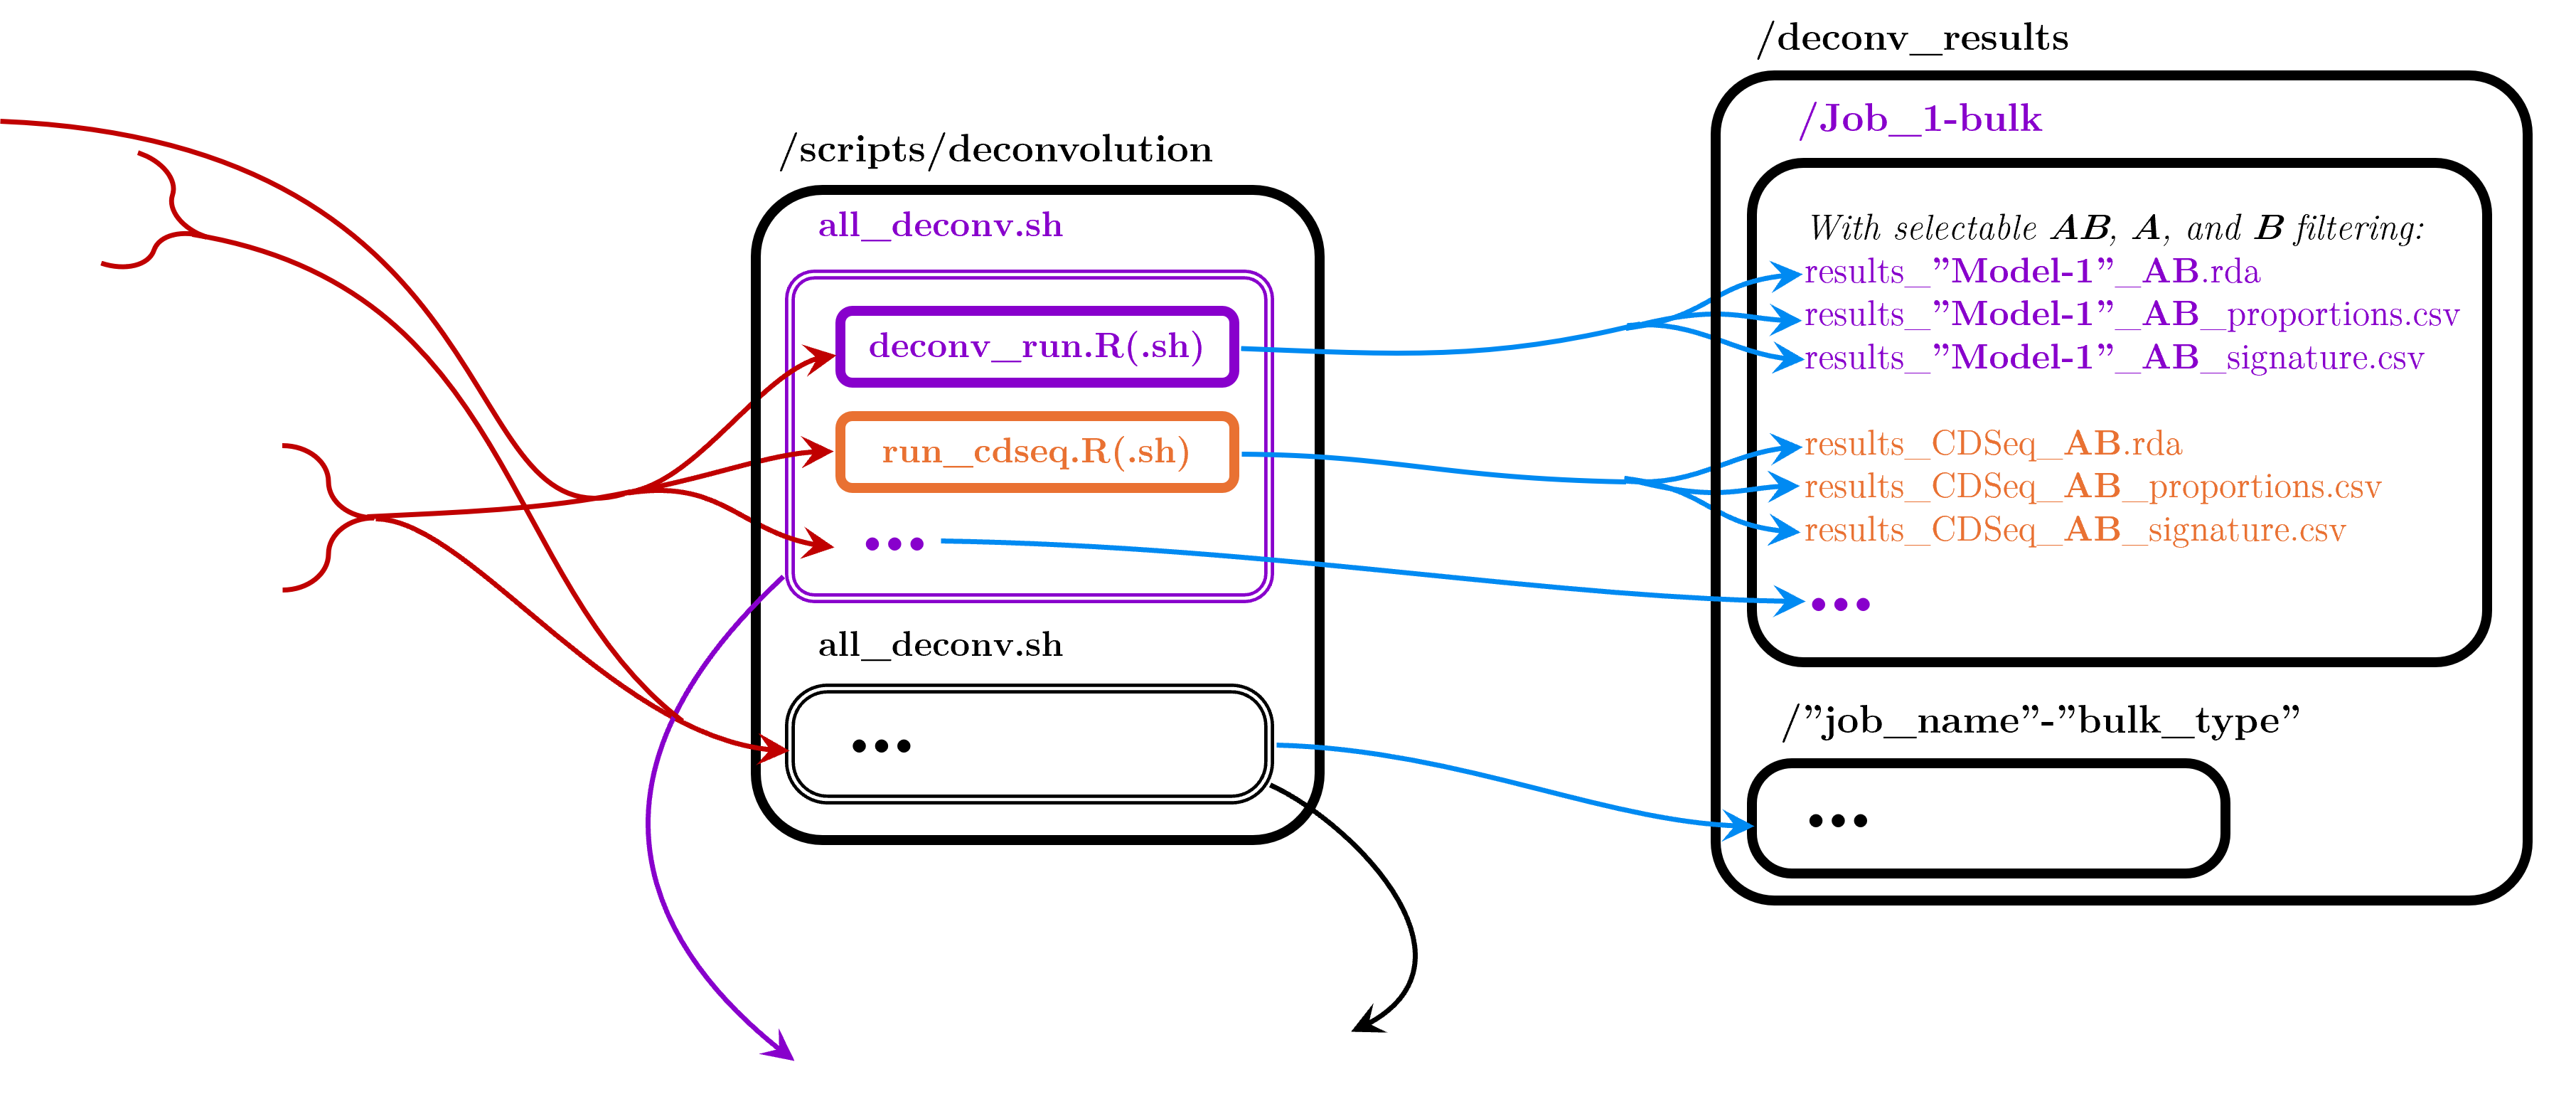 /deconv_results
/Job_1-bulk
/scripts/deconvolution
all_deconv.sh
With selectable AB, A, and B filtering:
results_”Model-1”_AB.rda
results_”Model-1”_AB_proportions.csv
deconv_run.R(.sh)
results_”Model-1”_AB_signature.csv
run_cdseq.R(.sh)
results_CDSeq_AB.rda
results_CDSeq_AB_proportions.csv
results_CDSeq_AB_signature.csv
•••
•••
all_deconv.sh
•••
/”job_name”-”bulk_type”
•••